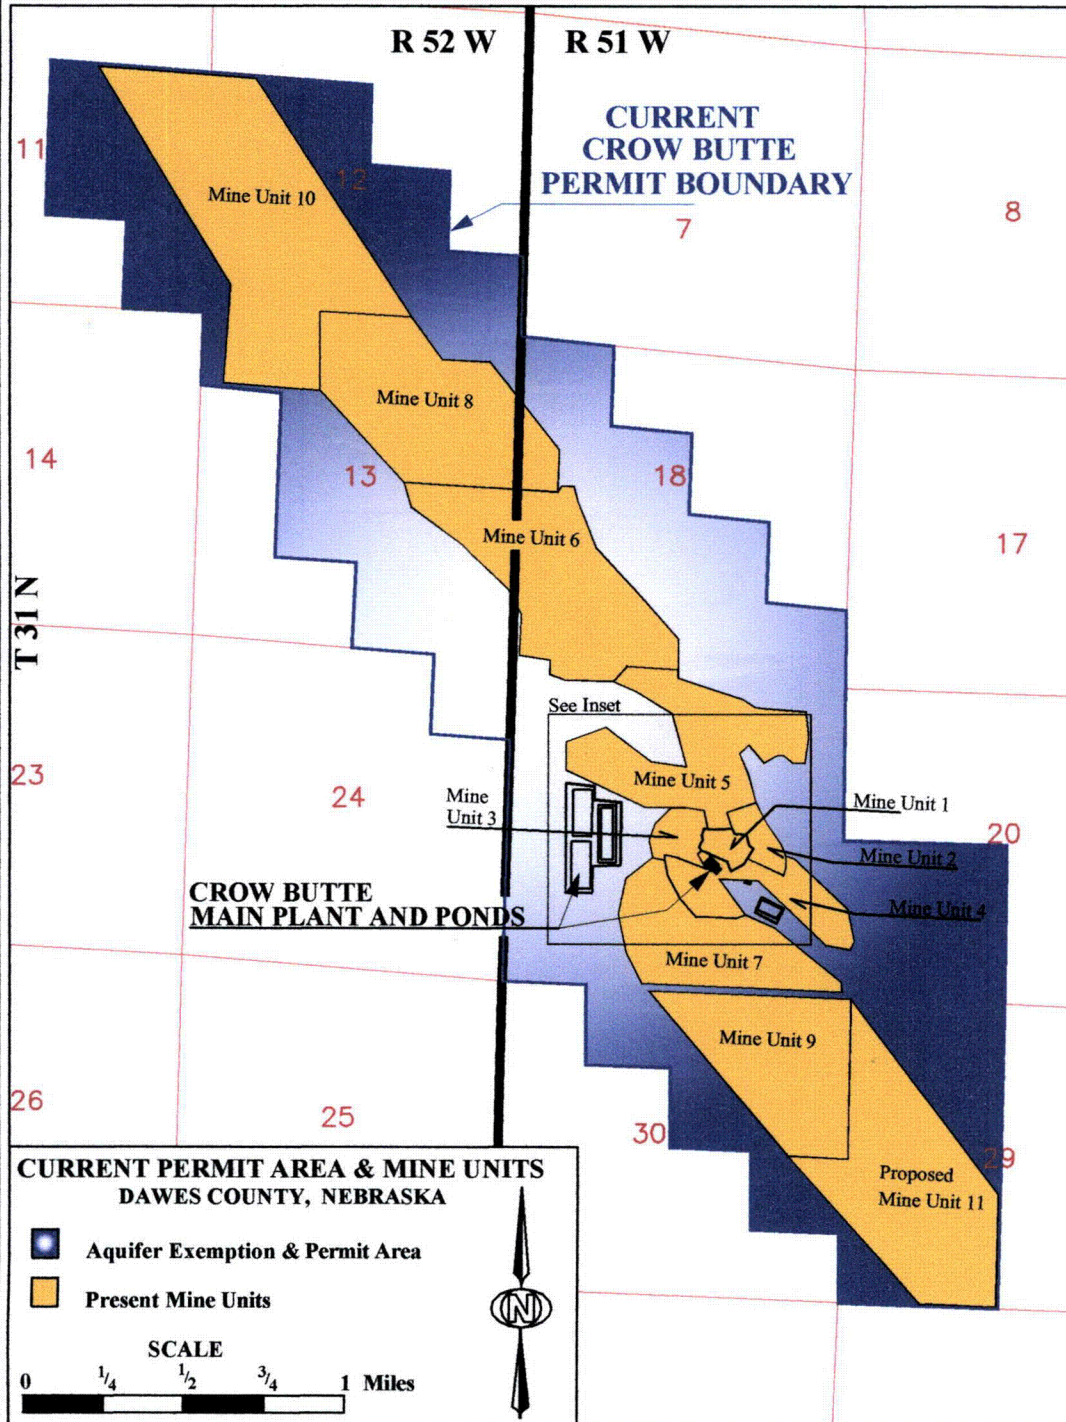 R 52 W
R 51 W
CURRENT
CROW BUTTE
PERMIT BOUNDARY
11
12
7
8
Mine Unit 10
14
13
18
17
Mine Unit 8
Mine Unit 6
T 31 N
See Inset
23
24
20
Mine Unit 5
Mine
Unit 3
Mine Unit 1
Mine Unit 2
Mine Unit 4
CROW BUTTE
MAIN PLANT AND PONDS
Mine Unit 7
Mine Unit 9
26
25
30
29
Proposed
Mine Unit 11
CURRENT PERMIT AREA & MINE UNITS
DAWES COUNTY, NEBRASKA
Aquifer Exemption & Permit Area
Present Mine Units
N
SCALE
0 1/4 1/2 3/4 1 Miles